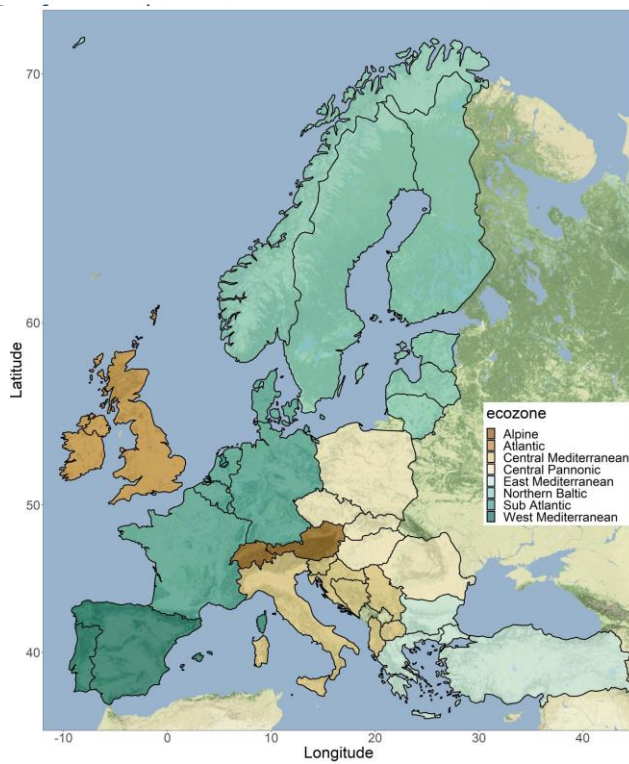 70
60
50
40
Latitude
ecozone
Alpine
Atlantic
Central Mediterranean
Central Pannonic
East Mediterranean
Northern Baltic
Sub Atlantic
West Mediterranean
-10 0 10 20 30 40
Longitude